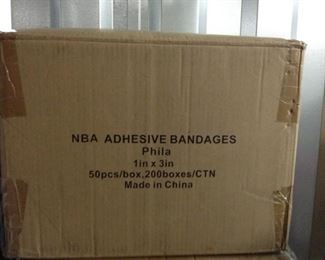 NBA ADHESIVE BANDAGES
Phila
1in x 3in
50pcs/box,200boxes/CTN
Made in China